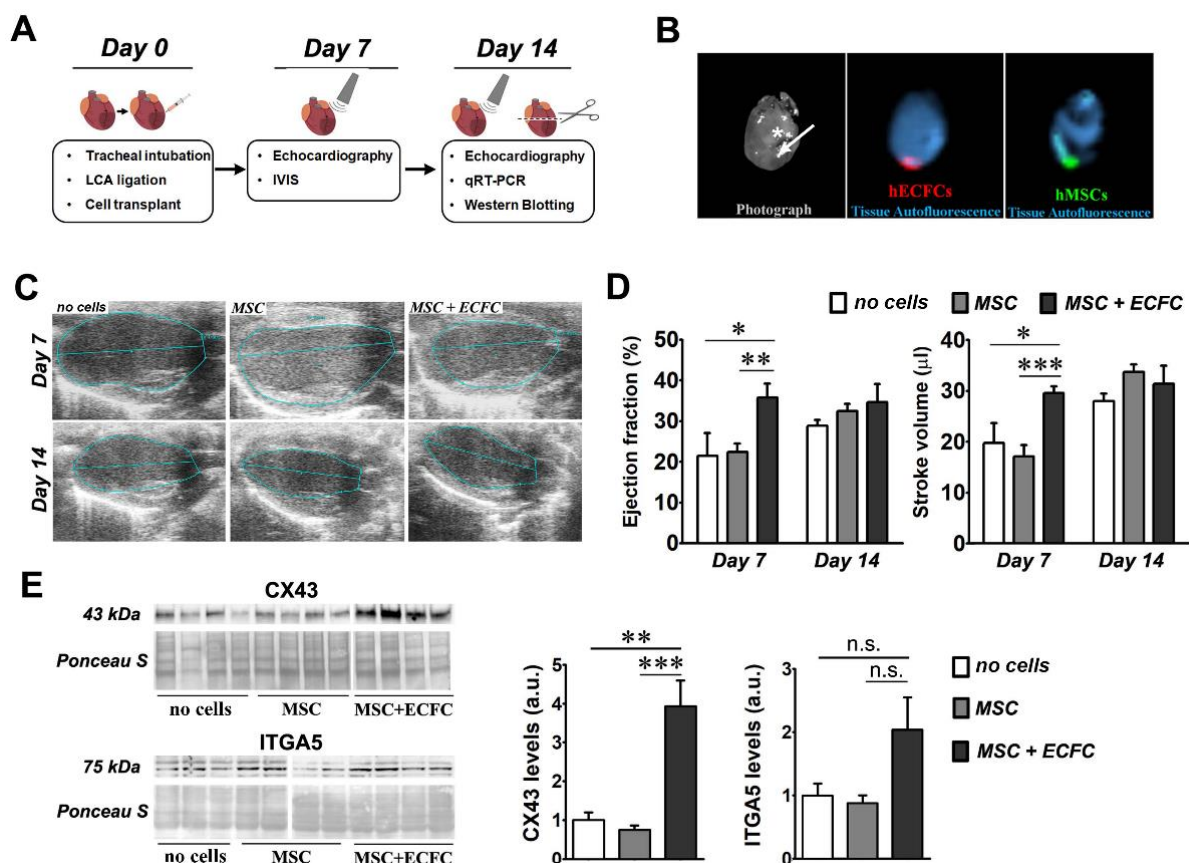 A
Day 0
Day 7
Day 14
• Tracheal intubation
• LCA ligation
• Cell transplant
• Echocardiography
• IVIS
• Echocardiography
• qRT-PCR
• Western Blotting
B
Photograph
hECFCs
Tissue Autofluorescence
hMSCs
Tissue Autofluorescence
C
no cells
MSC
MSC + ECFC
Day 7
Day 14
D
no cells MSC MSC + ECFC
Ejection fraction (%)
50
40
30
20
10
0
*
**
Day 7 Day 14
Stroke volume (µl)
40
30
20
10
0
*
***
Day 7 Day 14
E
CX43
43 kDa
Ponceau S
no cells MSC MSC+ECFC
ITGA5
75 kDa
Ponceau S
no cells MSC MSC+ECFC
CX43 levels (a.u.)
5
4
3
2
1
0
**
***
ITGA5 levels (a.u.)
3
2
1
0
n.s.
n.s.
no cells
MSC
MSC + ECFC